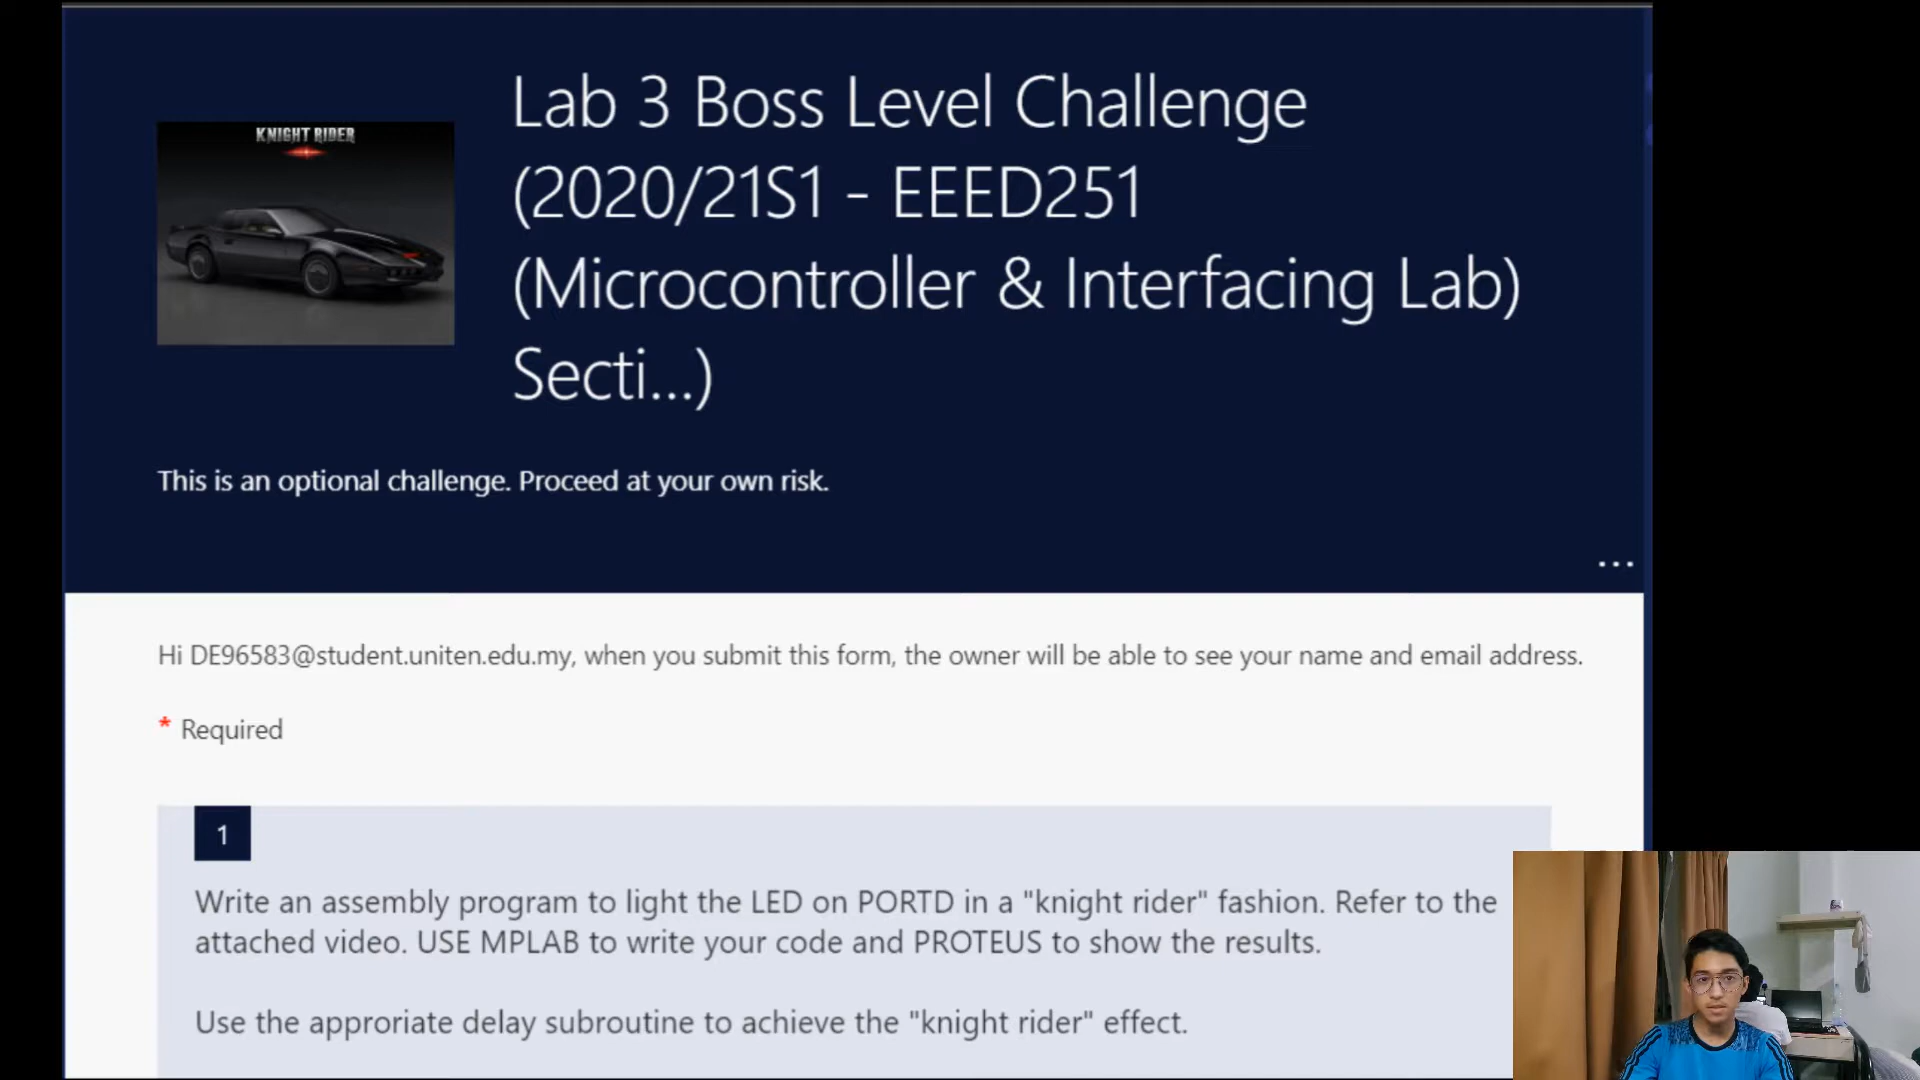 KNIGHT RIDER
Lab 3 Boss Level Challenge
(2020/21S1 - EEED251
(Microcontroller & Interfacing Lab)
Secti...)
This is an optional challenge. Proceed at your own risk.
...
Hi DE96583@student.uniten.edu.my, when you submit this form, the owner will be able to see your name and email address.
* Required
1
Write an assembly program to light the LED on PORTD in a "knight rider" fashion. Refer to the
attached video. USE MPLAB to write your code and PROTEUS to show the results.
Use the approriate delay subroutine to achieve the "knight rider" effect.